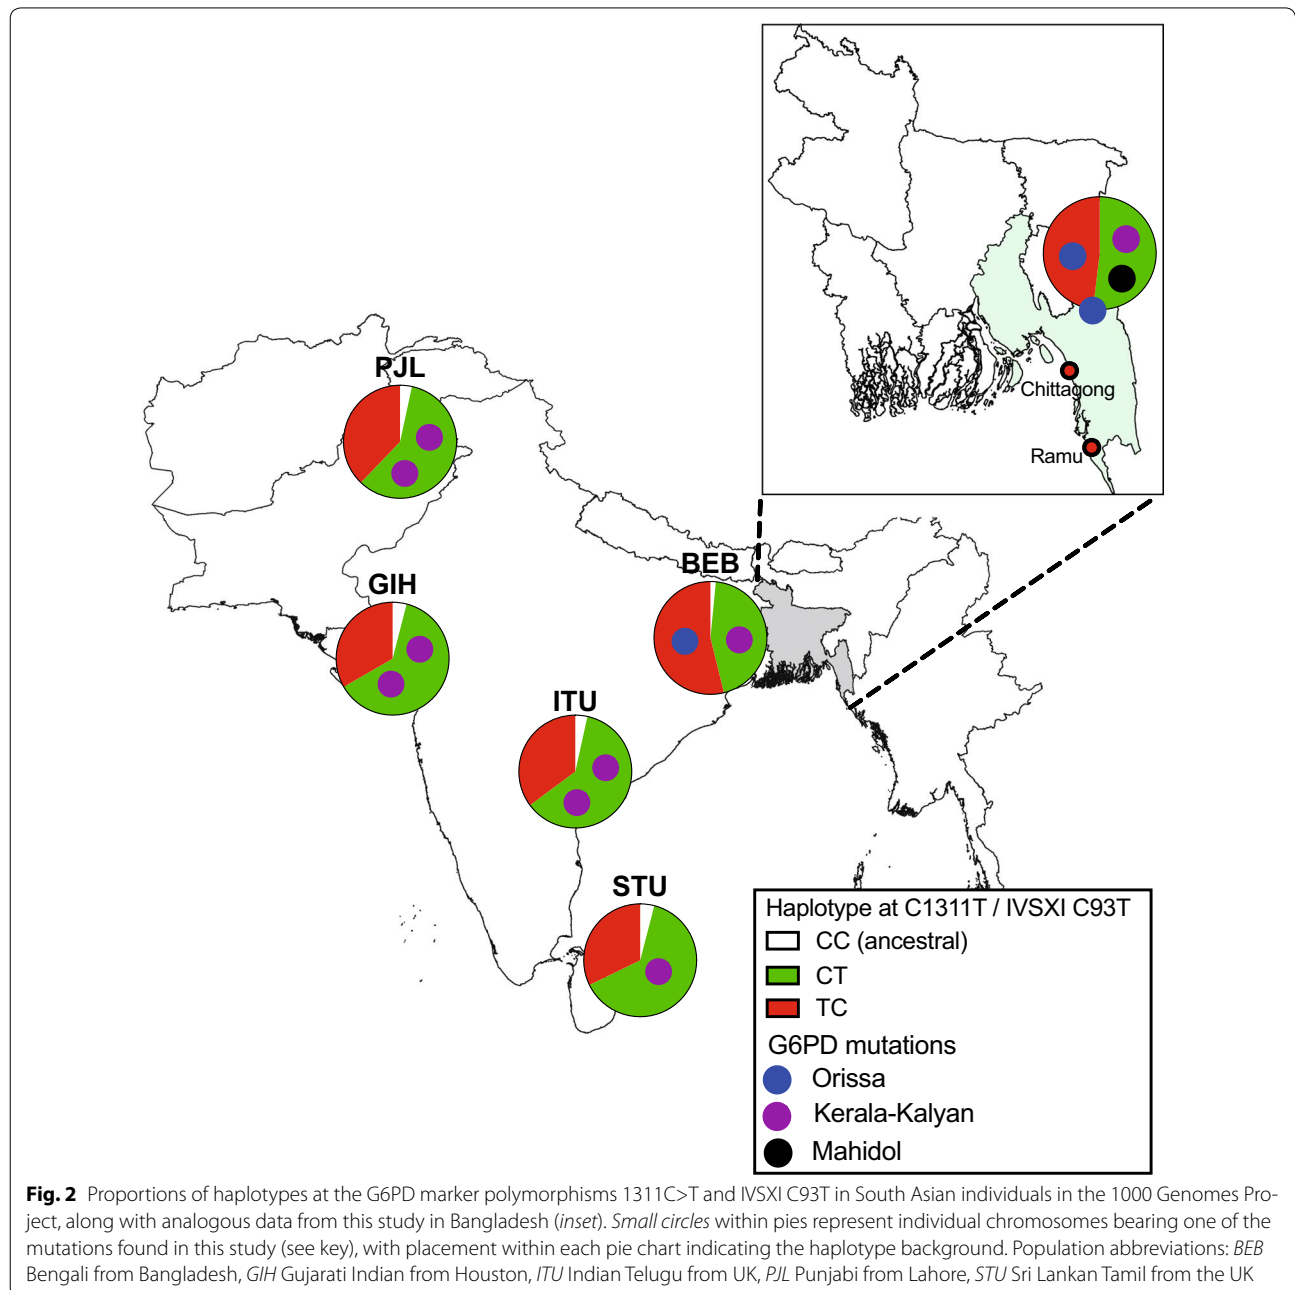 Chittagong
Ramu
PJL
BEB
GIH
ITU
STU
Haplotype at C1311T / IVSXI C93T
CC (ancestral)
CT
TC
G6PD mutations
Orissa
Kerala-Kalyan
Mahidol
Fig. 2 Proportions of haplotypes at the G6PD marker polymorphisms 1311C>T and IVSXI C93T in South Asian individuals in the 1000 Genomes Pro-
ject, along with analogous data from this study in Bangladesh (inset). Small circles within pies represent individual chromosomes bearing one of the
mutations found in this study (see key), with placement within each pie chart indicating the haplotype background. Population abbreviations: BEB
Bengali from Bangladesh, GIH Gujarati Indian from Houston, ITU Indian Telugu from UK, PJL Punjabi from Lahore, STU Sri Lankan Tamil from the UK